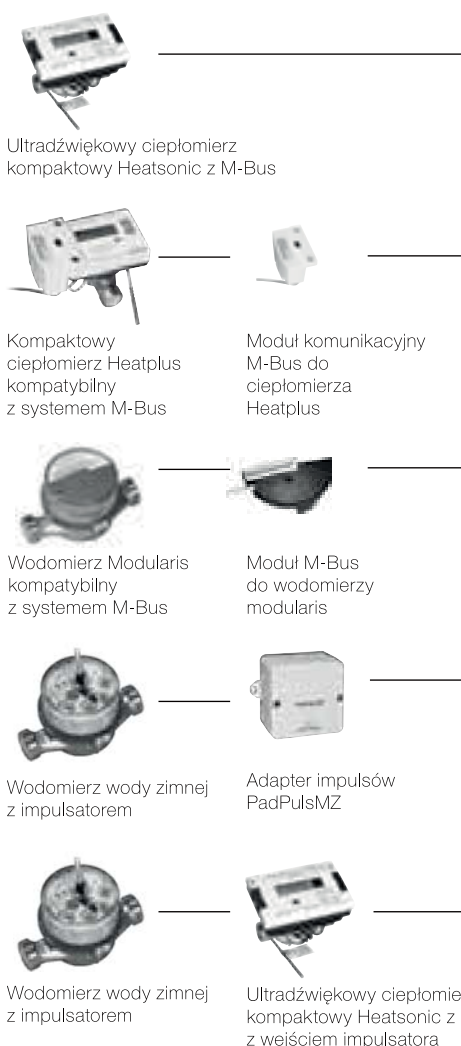 Ultradźwiękowy ciepłomierz
kompaktowy Heatsonic z M-Bus
Kompaktowy
ciepłomierz Heatplus
kompatybilny
z systemem M-Bus
Moduł komunikacyjny
M-Bus do
ciepłomierza
Heatplus
Wodomierz Modularis
kompatybilny
z systemem M-Bus
Moduł M-Bus
do wodomierzy
modularis
Wodomierz wody zimnej
z impulsatorem
Adapter impulsów
PadPulsMZ
Wodomierz wody zimnej
z impulsatorem
Ultradźwiękowy ciepłomie
kompaktowy Heatsonic z
z wejściem impulsatora